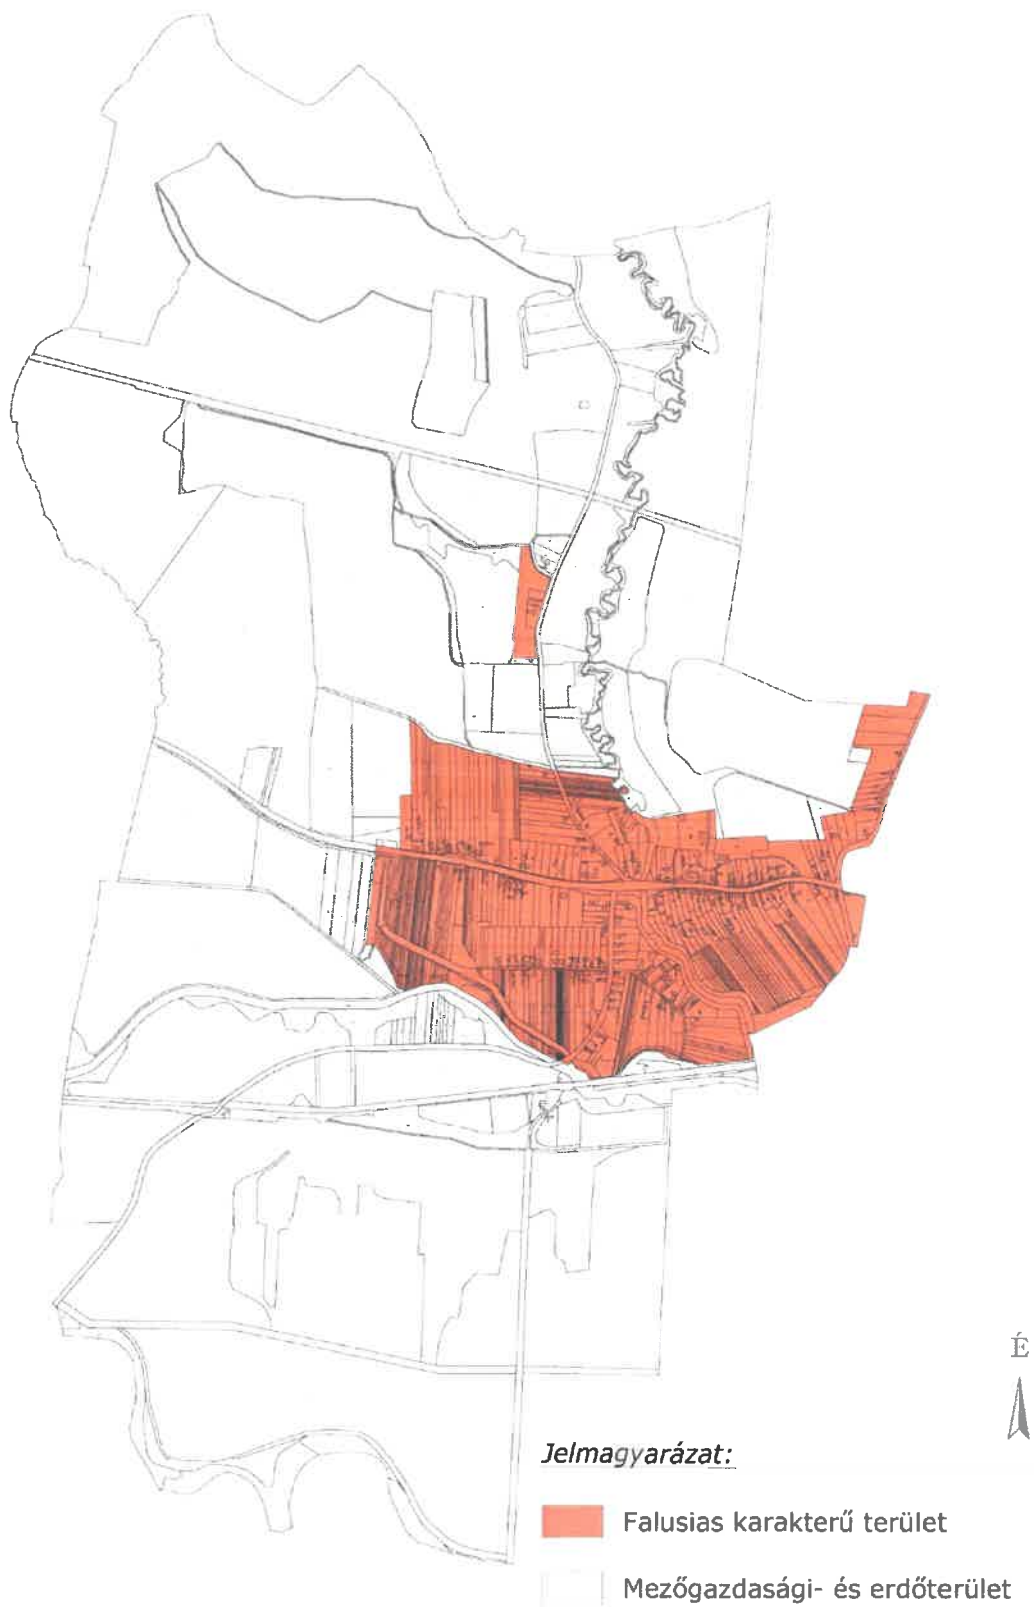 É
Jelmagyarázat:
Falusias karakterű terület
Mezőgazdasági- és erdőterület